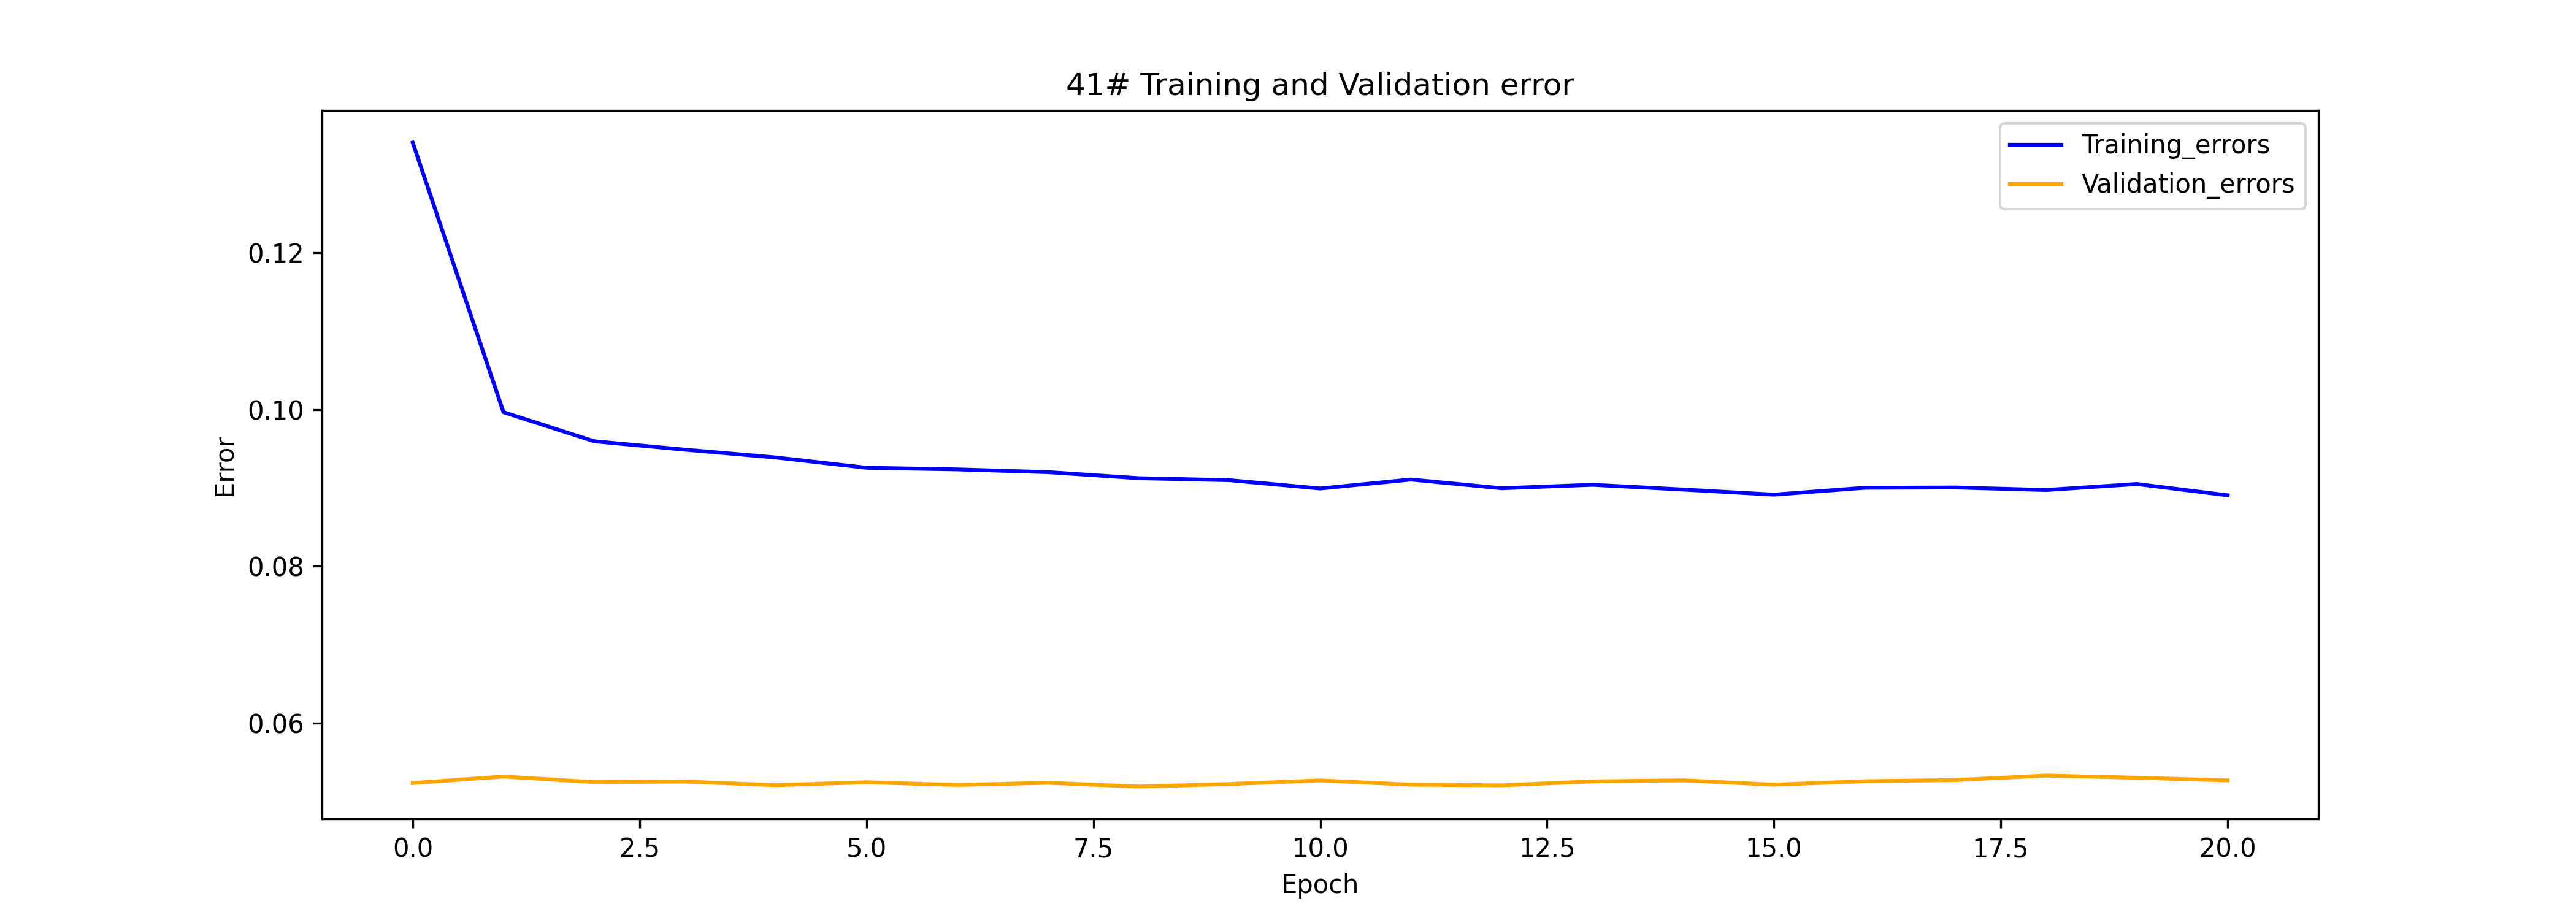 41# Training and Validation error
Training_errors
Validation_errors
0.12
0.10
0.08
0.06
Error
0.0 2.5 5.0 7.5 10.0 12.5 15.0 17.5 20.0
Epoch